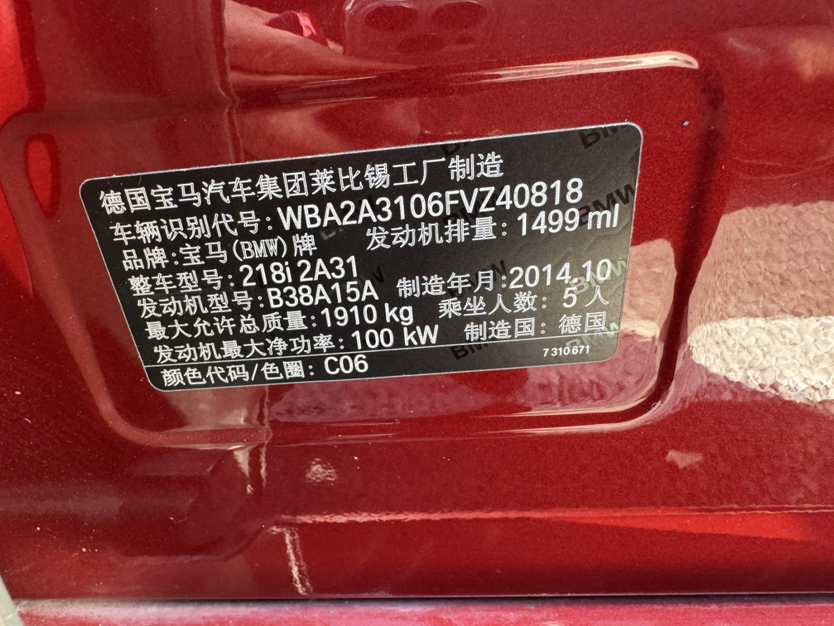 德国宝马汽车集团莱比锡工厂制造
车辆识别代号: WBA2A3106FVZ40818
品牌: 宝马(BMW)牌 发动机排量: 1499ml
整车型号: 218i 2A31
发动机型号: B38A15A 制造年月: 2014.10
最大允许总质量: 1910 kg 乘坐人数: 5 人
发动机最大净功率: 100 kW 制造国: 德国
7310671
颜色代码/色圈: C06
BMW
BMW
BMW
BMW